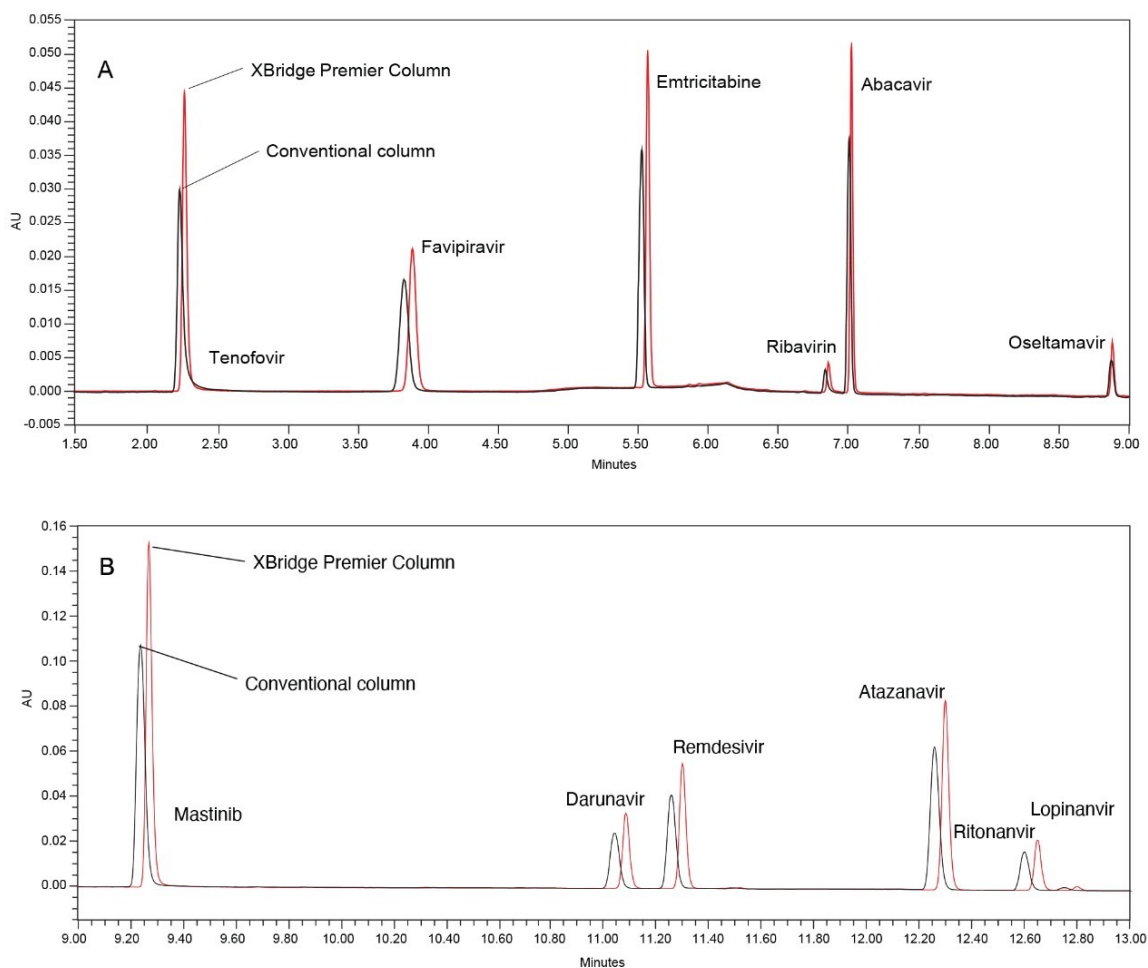 0.055
0.050
0.045
0.040
0.035
0.030
0.025
0.020
0.015
0.010
0.005
0.000
-0.005
AU
A
XBridge Premier Column
Conventional column
Tenofovir
Favipiravir
Emtricitabine
Ribavirin
Abacavir
Oseltamavir
1.50 2.00 2.50 3.00 3.50 4.00 4.50 5.00 5.50 6.00 6.50 7.00 7.50 8.00 8.50 9.00
Minutes
0.16
0.14
0.12
0.10
0.08
0.06
0.04
0.02
0.00
AU
B
XBridge Premier Column
Conventional column
Mastinib
Darunavir
Remdesivir
Atazanavir
Ritonanvir
Lopinanvir
9.00 9.20 9.40 9.60 9.80 10.00 10.20 10.40 10.60 10.80 11.00 11.20 11.40 11.60 11.80 12.00 12.20 12.40 12.60 12.80 13.00
Minutes